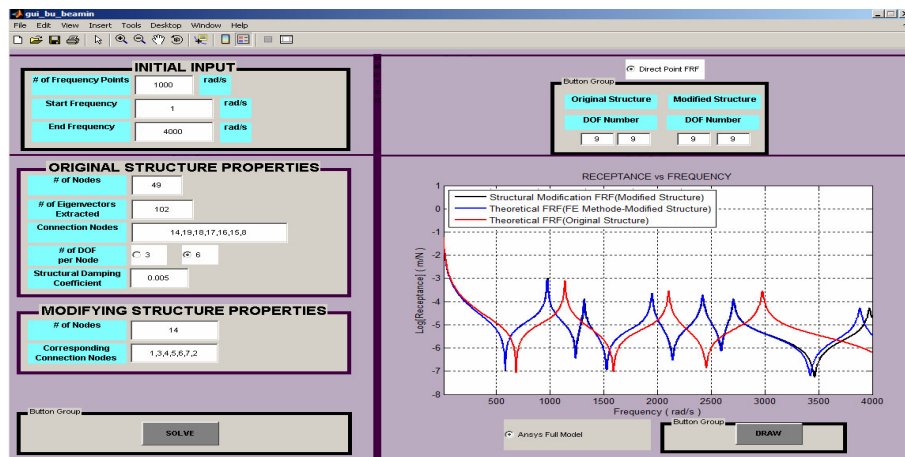 gui_bu_beamin
File Edit View Insert Tools Desktop Window Help
INITIAL INPUT
# of Frequency Points 1000 rad/s
Start Frequency 1 rad/s
End Frequency 4000 rad/s
ORIGINAL STRUCTURE PROPERTIES
# of Nodes 49
# of Eigenvectors Extracted 102
Connection Nodes 14,19,18,17,16,15,8
# of DOF per Node 3 6
Structural Damping Coefficient 0.005
MODIFYING STRUCTURE PROPERTIES
# of Nodes 14
Corresponding Connection Nodes 1,3,4,5,6,7,2
Button Group
SOLVE
Direct Point FRF
Button Group
Original Structure Modified Structure
DOF Number DOF Number
9 9 9 9
RECEPTANCE vs FREQUENCY
Structural Modification FRF(Modified Structure)
Theoretical FRF(FE Methode-Modified Structure)
Theoretical FRF(Original Structure)
Log|Receptance| ( m/N )
1
0
-1
-2
-3
-4
-5
-6
-7
-8
500 1000 1500 2000 2500 3000 3500 4000
Frequency ( rad/s )
Ansys Full Model
Button Group
DRAW